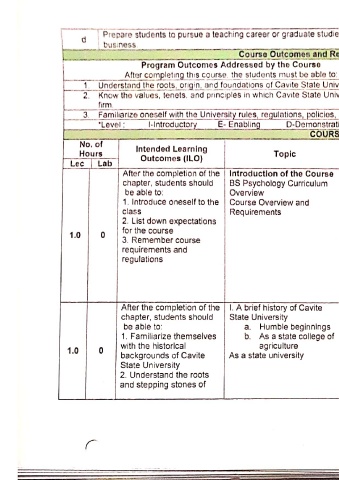 d Prepare students to pursue a teaching career or graduate studie
business
Course Outcomes and Re
Program Outcomes Addressed by the Course
After completing this course, the students must be able to:
1. Understand the roots, origin, and foundations of Cavite State Univ
2. Know the values, tenets, and principles in which Cavite State Univ
firm
3. Familiarize oneself with the University rules, regulations, policies,
*Level : I-Introductory E- Enabling D-Demonstrati
COURS
No. of Hours
Lec Lab
Intended Learning Outcomes (ILO)
Topic
1.0
0
After the completion of the
chapter, students should
be able to:
1. Introduce oneself to the
class
2. List down expectations
for the course
3. Remember course
requirements and
regulations
Introduction of the Course
BS Psychology Curriculum
Overview
Course Overview and
Requirements
1.0
0
After the completion of the
chapter, students should
be able to:
1. Familiarize themselves
with the historical
backgrounds of Cavite
State University
2. Understand the roots
and stepping stones of
I. A brief history of Cavite
State University
a. Humble beginnings
b. As a state college of
agriculture
As a state university